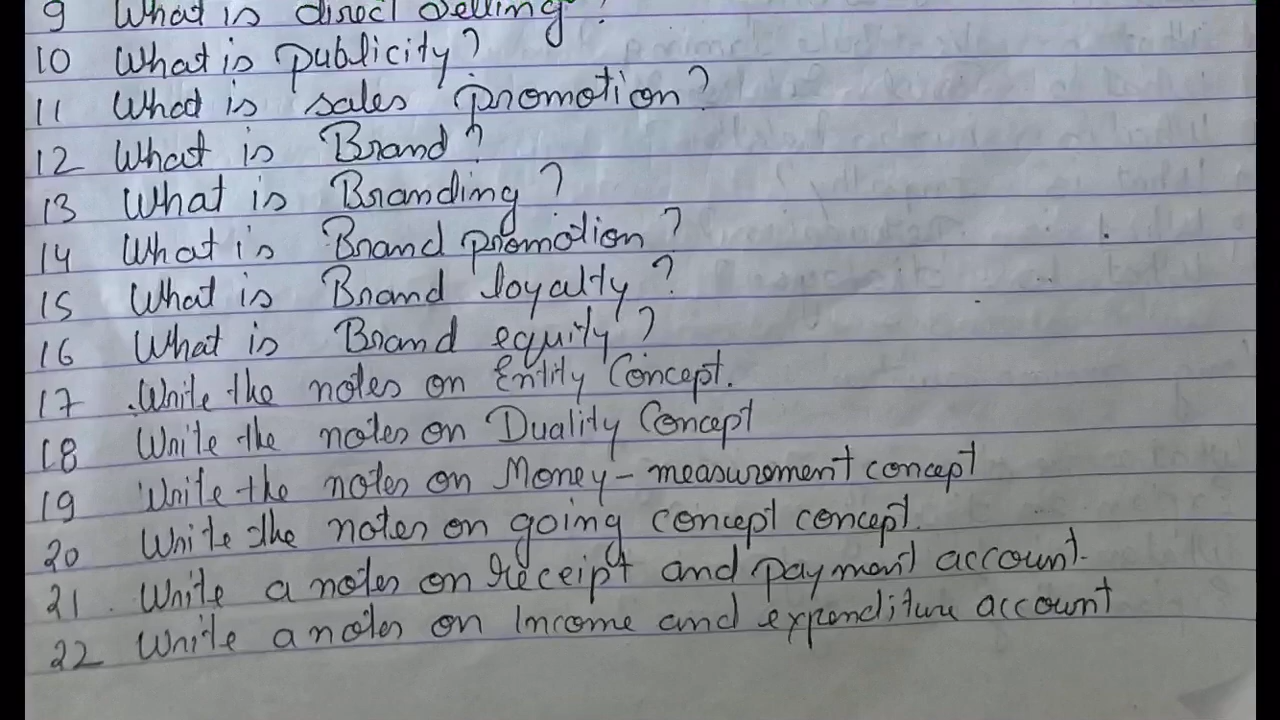 9 What is direct selling ?
10 What is publicity?
11 What is sales promotion?
12 What is Brand?
13 What is Branding?
14 What is Brand promotion?
15 What is Brand loyalty?
16 What is Brand equity?
17 Write the notes on Entity Concept.
18 Write the notes on Duality Concept
19 Write the notes on Money-measurement concept
20 Write the notes on going concept concept.
21. Write a notes on receipt and payment account.
22 Write a notes on Income and expenditure account